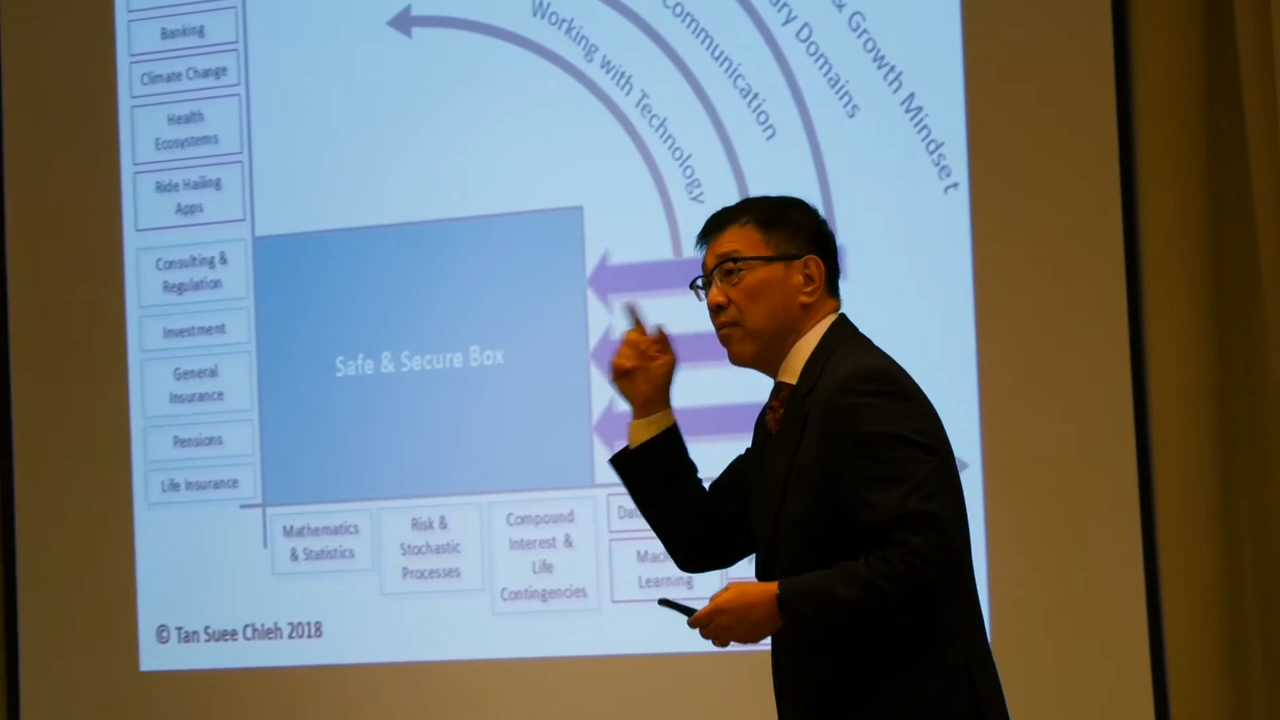 Banking
Climate Change
Health
Ecosystems
Ride Hailing
Apps
Consulting &
Regulation
Investment
General
Insurance
Pensions
Life Insurance
Working with Technology
Communication
Domains
& Growth Mindset
Safe & Secure Box
Mathematics
& Statistics
Risk &
Stochastic
Processes
Compound
Interest &
Life
Contingencies
Learning
© Tan Suee Chieh 2018